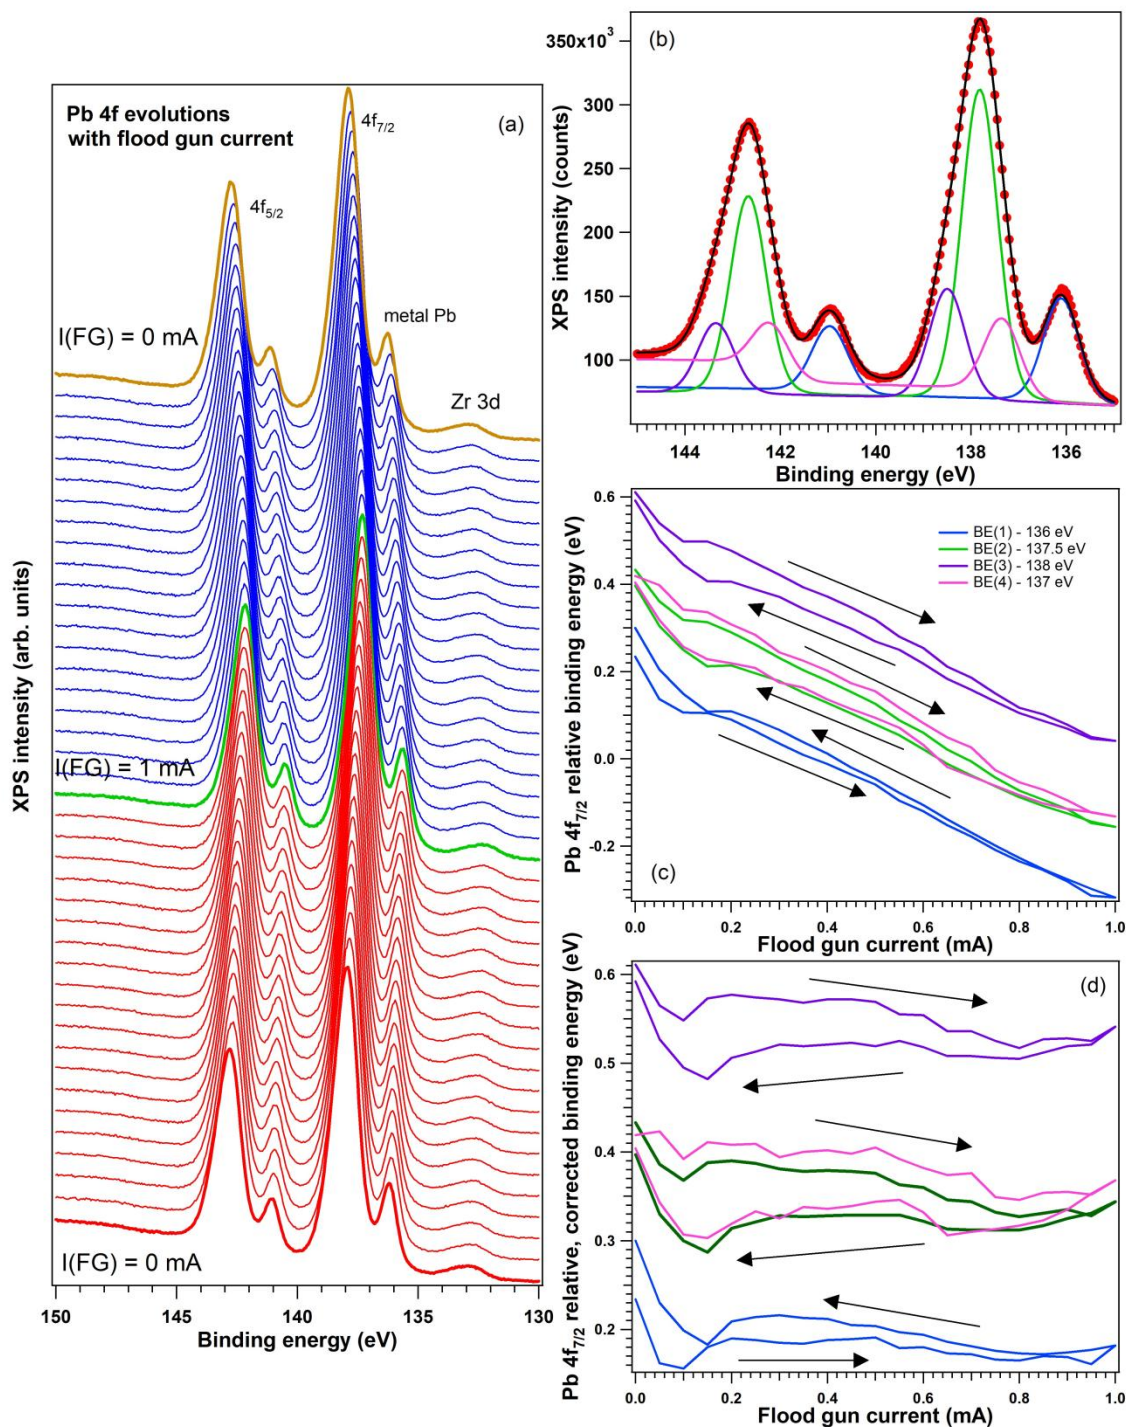 Pb 4f evolutions
with flood gun current
(a)
4f7/2
4f5/2
metal Pb
I(FG) = 0 mA
Zr 3d
I(FG) = 1 mA
I(FG) = 0 mA
XPS intensity (arb. units)
150 145 140 135 130
Binding energy (eV)
(b)
350x10³
300
250
200
150
100
XPS intensity (counts)
144 142 140 138 136
Binding energy (eV)
0.6
0.4
0.2
0.0
-0.2
Pb 4f7/2 relative binding energy (eV)
BE(1) - 136 eV
BE(2) - 137.5 eV
BE(3) - 138 eV
BE(4) - 137 eV
(c)
0.0 0.2 0.4 0.6 0.8 1.0
Flood gun current (mA)
(d)
0.6
0.5
0.4
0.3
0.2
Pb 4f7/2 relative, corrected binding energy (eV)
0.0 0.2 0.4 0.6 0.8 1.0
Flood gun current (mA)